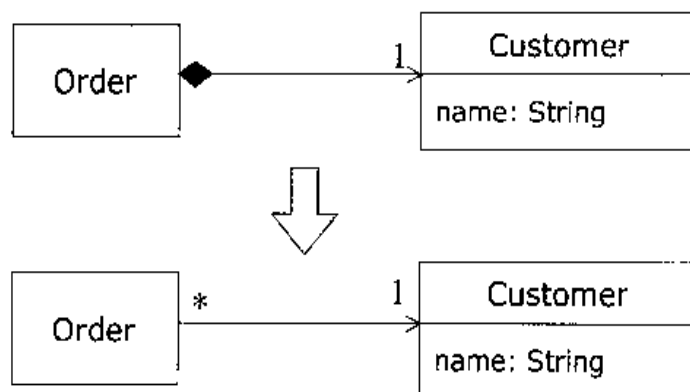 Customer
Order
1
name: String
Customer
* 1
Order
name: String